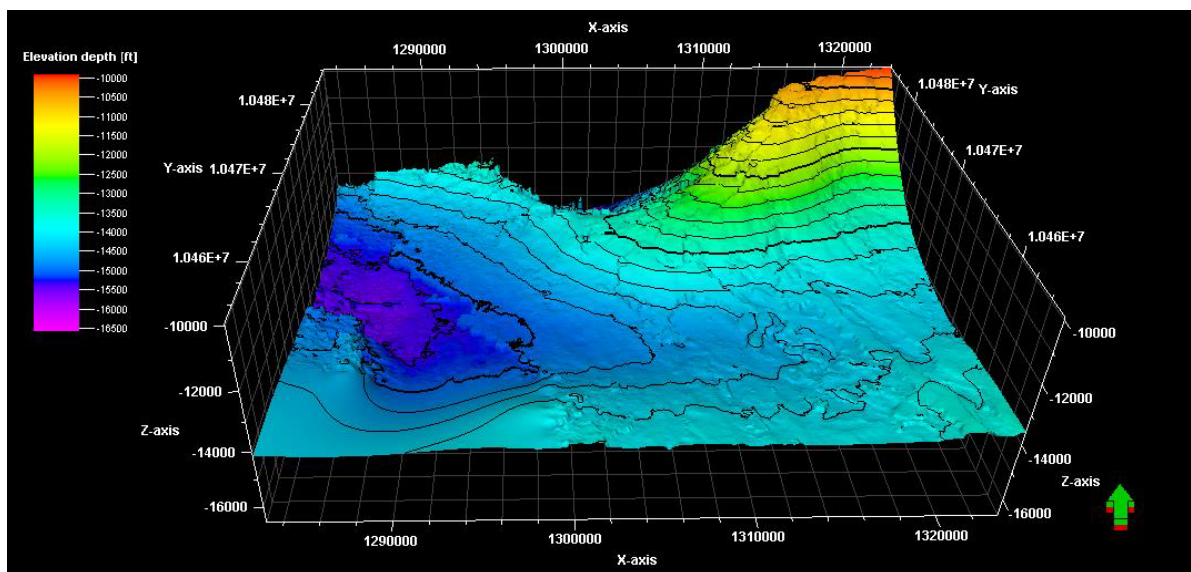 X-axis
1290000 1300000 1310000 1320000
Elevation depth [ft]
-10000
-10500
-11000
-11500
-12000
-12500
-13000
-13500
-14000
-14500
-15000
-15500
-16000
-16500
1.048E+7
Y-axis 1.047E+7
1.046E+7
1.048E+7 Y-axis
1.047E+7
1.046E+7
-10000
-12000
Z-axis
-14000
-16000
-10000
-12000
-14000
Z-axis
-16000
1290000 1300000 1310000 1320000
X-axis